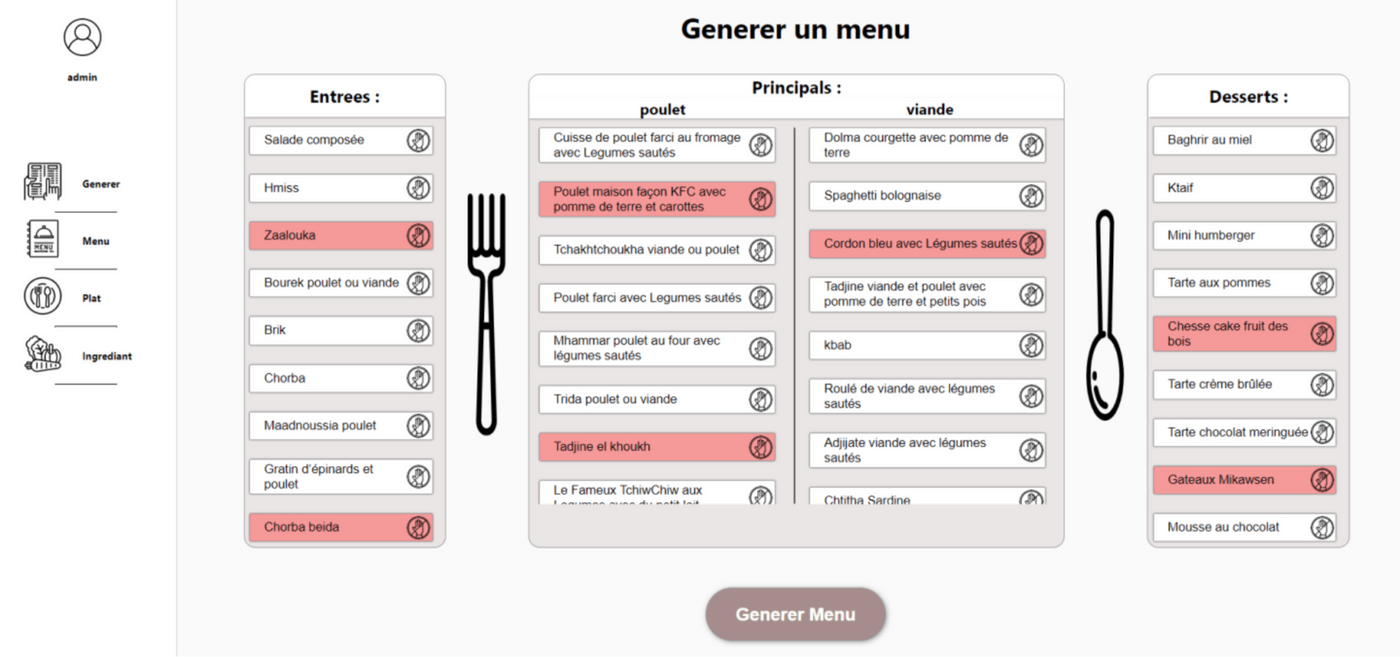 Generer un menu
admin
Generer
Menu
Plat
Ingrediant
Entrees :
Salade composée
Hmiss
Zaalouka
Bourek poulet ou viande
Brik
Chorba
Maadnoussia poulet
Gratin d'épinards et
poulet
Chorba beida
Principals :
poulet
Cuisse de poulet farci au fromage
avec Legumes sautés
Poulet maison façon KFC avec
pomme de terre et carottes
Tchakhtchoukha viande ou poulet
Poulet farci avec Legumes sautés
Mhammar poulet au four avec
légumes sautés
Trida poulet ou viande
Tadjine el khoukh
Le Fameux TchiwChiw aux
Legumes avec du petit lait
viande
Dolma courgette avec pomme de
terre
Spaghetti bolognaise
Cordon bleu avec Légumes sautés
Tadjine viande et poulet avec
pomme de terre et petits pois
kbab
Roulé de viande avec légumes
sautés
Adjijate viande avec légumes
sautés
Chtitha Sardine
Desserts :
Baghrir au miel
Ktaif
Mini humberger
Tarte aux pommes
Chesse cake fruit des
bois
Tarte crème brûlée
Tarte chocolat meringuée
Gateaux Mikawsen
Mousse au chocolat
Generer Menu